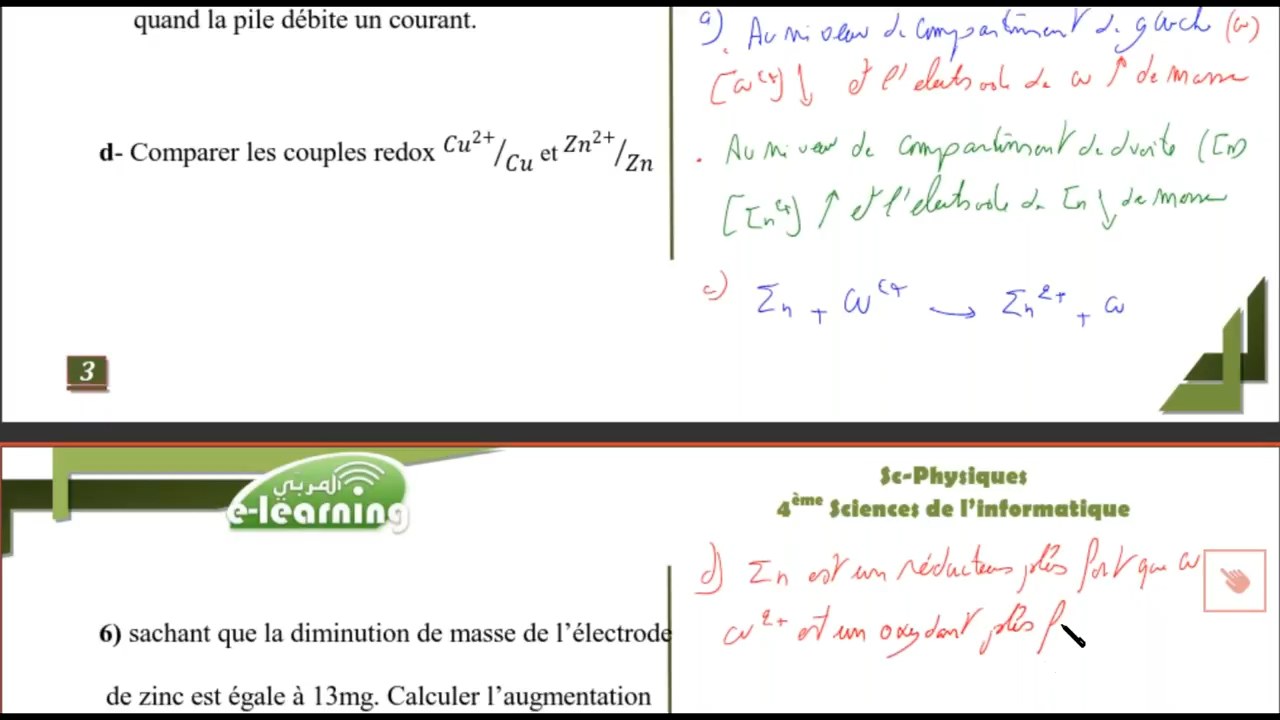 quand la pile débite un courant.
d- Comparer les couples redox Cu²⁺/Cu et Zn²⁺/Zn
3
a) Au niveau de compartiment de gauche (Cu)
[Cu²⁺] ↓ et l'électrode de Cu ↑ de masse
. Au niveau de compartiment de droite (Zn)
[Zn²⁺] ↑ et l'électrode de Zn ↓ de masse
c) Zn + Cu²⁺ → Zn²⁺ + Cu
المربي
e-learning
Sc-Physiques
4ème Sciences de l'informatique
6) sachant que la diminution de masse de l'électrode
de zinc est égale à 13mg. Calculer l'augmentation
d) Zn est un réducteur plus fort que Cu
Cu²⁺ est un oxydant plus f